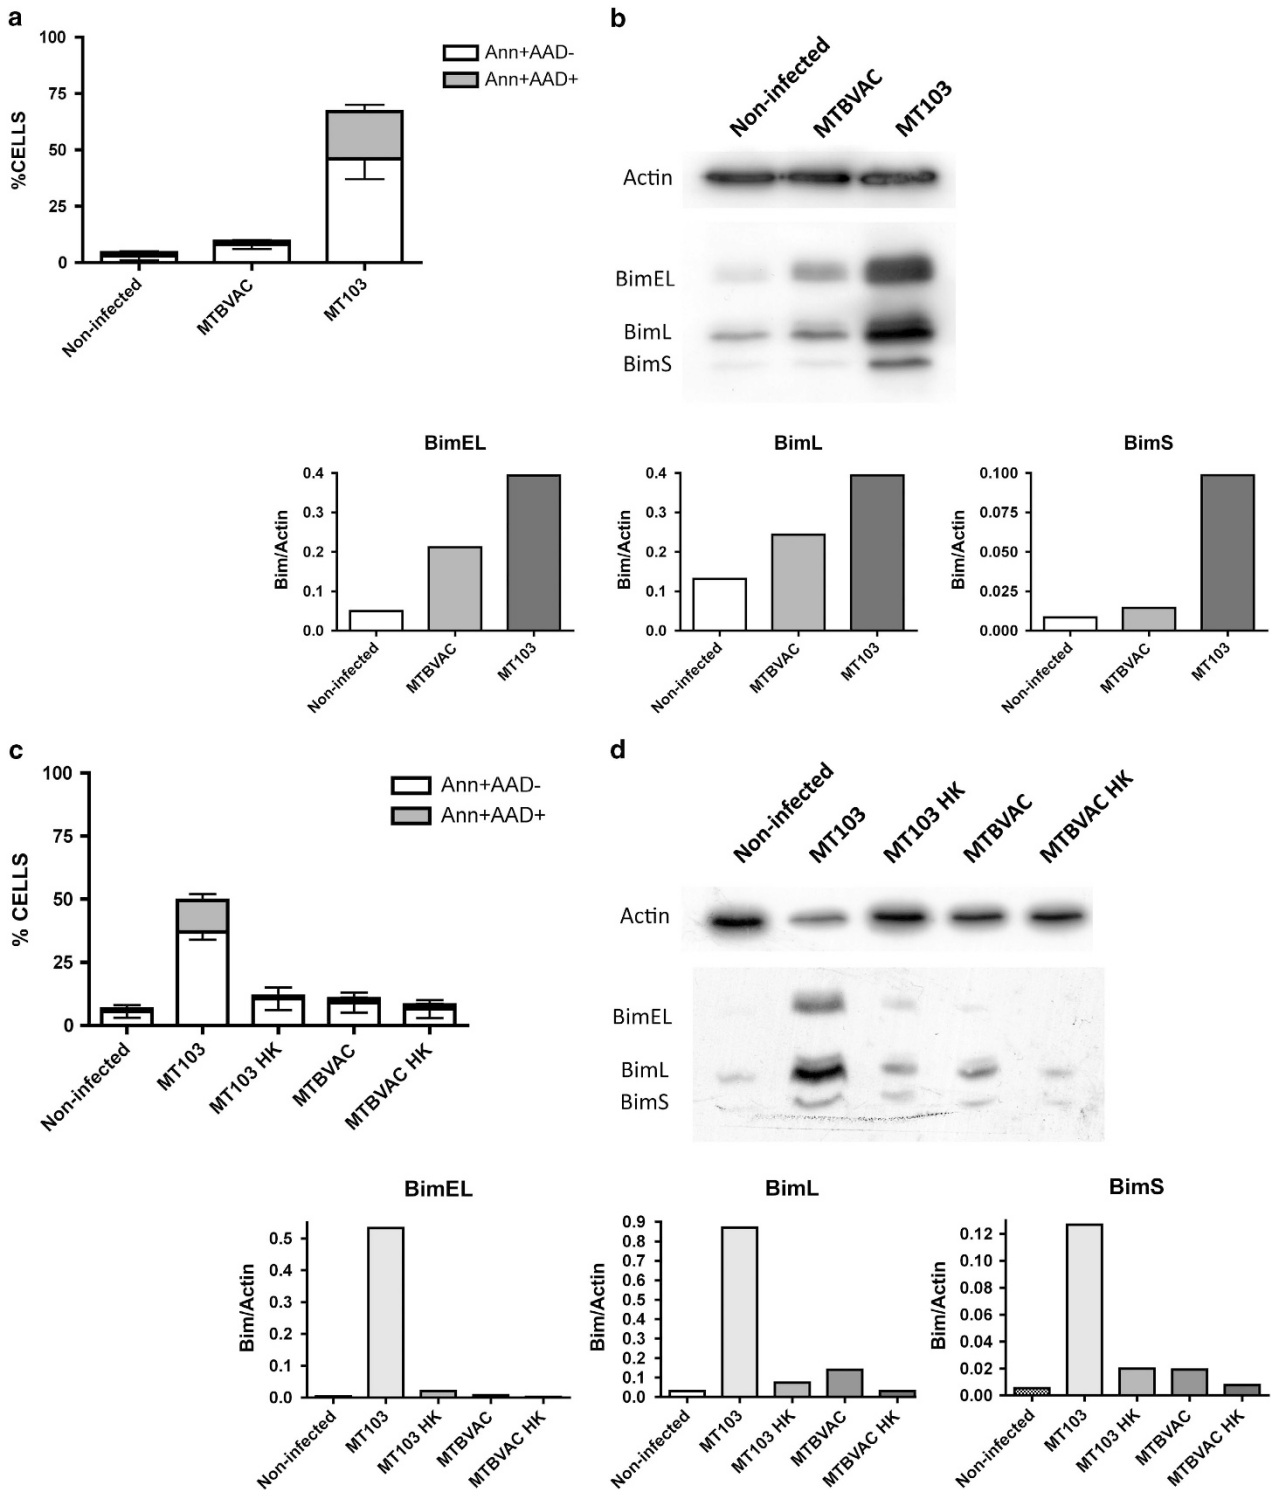 a
100
75
50
25
0
%CELLS
Ann+AAD-
Ann+AAD+
Non-infected
MTBVAC
MT103
b
Non-infected
MTBVAC
MT103
Actin
BimEL
BimL
BimS
BimEL
0.4
0.3
0.2
0.1
0.0
Bim/Actin
Non-infected
MTBVAC
MT103
BimL
0.4
0.3
0.2
0.1
0.0
Bim/Actin
Non-infected
MTBVAC
MT103
BimS
0.100
0.075
0.050
0.025
0.000
Bim/Actin
Non-infected
MTBVAC
MT103
c
100
75
50
25
0
% CELLS
Ann+AAD-
Ann+AAD+
Non-infected
MT103
MT103 HK
MTBVAC
MTBVAC HK
d
Non-infected
MT103
MT103 HK
MTBVAC
MTBVAC HK
Actin
BimEL
BimL
BimS
BimEL
0.5
0.4
0.3
0.2
0.1
0.0
Bim/Actin
Non-infected
MT103
MT103 HK
MTBVAC
MTBVAC HK
BimL
0.9
0.8
0.7
0.6
0.5
0.4
0.3
0.2
0.1
0.0
Bim/Actin
Non-infected
MT103
MT103 HK
MTBVAC
MTBVAC HK
BimS
0.12
0.10
0.08
0.06
0.04
0.02
0.00
Bim/Actin
Non-infected
MT103
MT103 HK
MTBVAC
MTBVAC HK